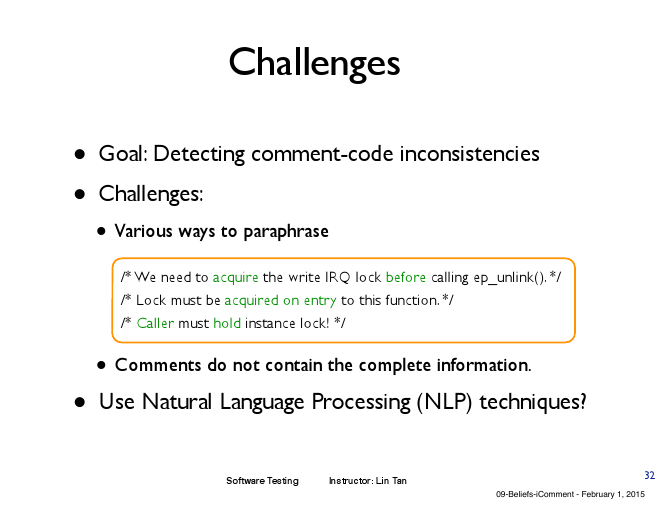 Challenges
• Goal: Detecting comment-code inconsistencies
• Challenges:
• Various ways to paraphrase
/* We need to acquire the write IRQ lock before calling ep_unlink(). */
/* Lock must be acquired on entry to this function. */
/* Caller must hold instance lock! */
• Comments do not contain the complete information.
• Use Natural Language Processing (NLP) techniques?
Software Testing Instructor: Lin Tan
32
09-Beliefs-iComment - February 1, 2015